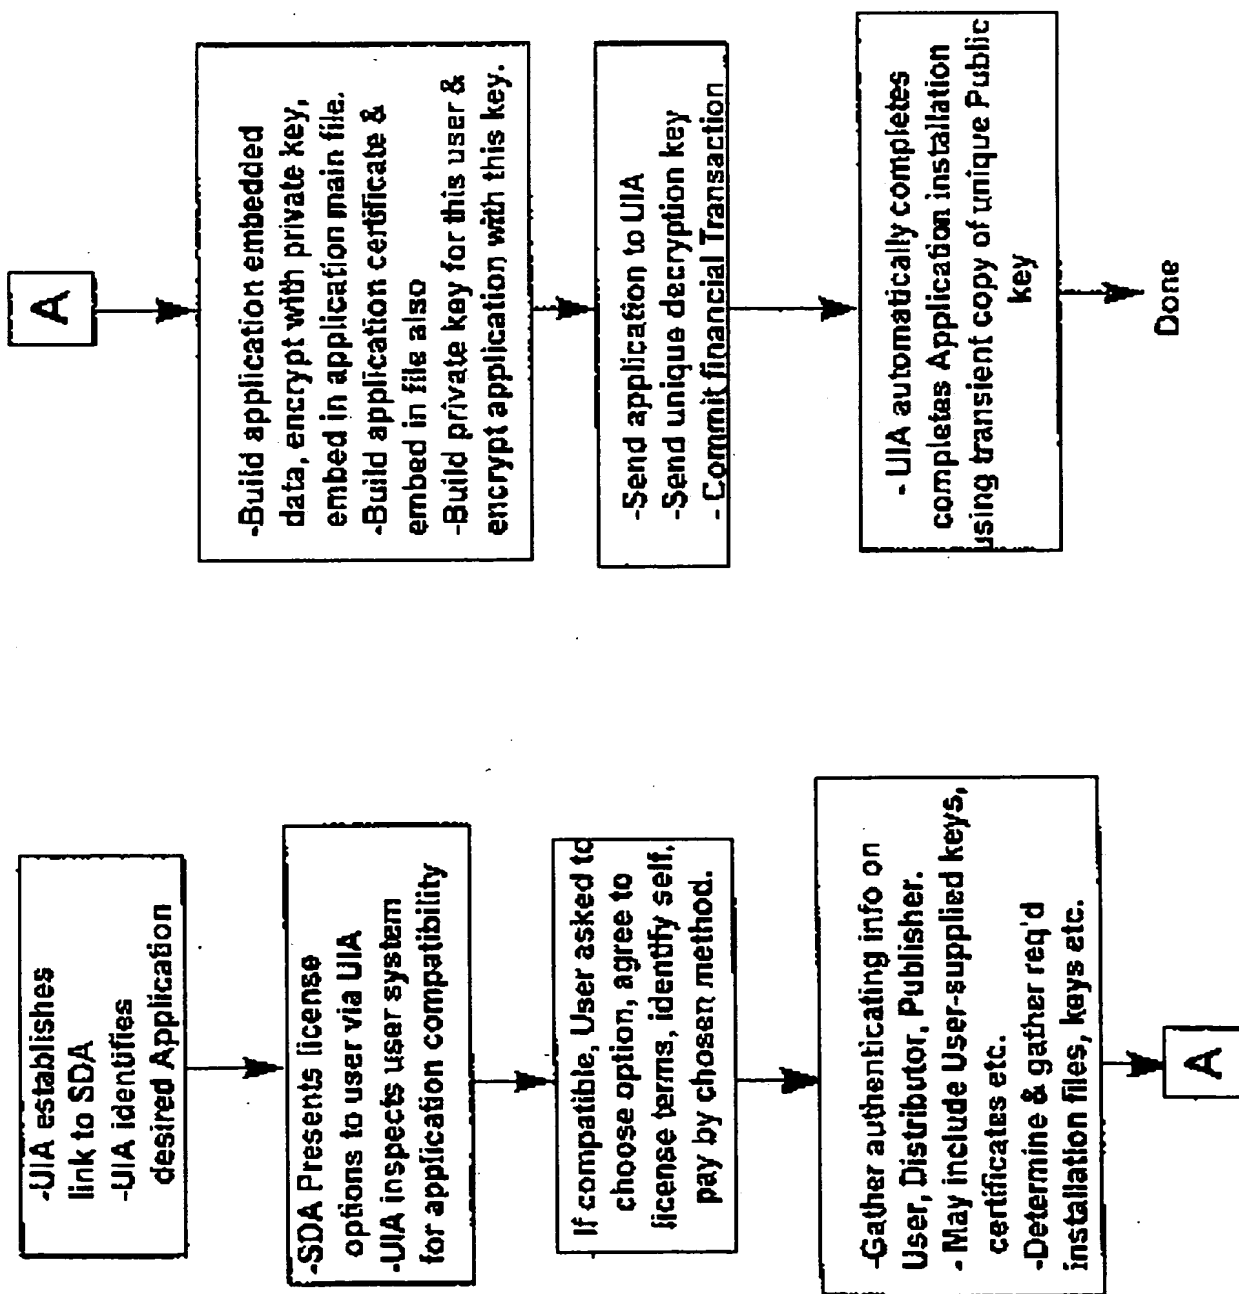 -UIA establishes
link to SDA
-UIA identifies
desired Application
-SDA Presents license
options to user via UIA
-UIA inspects user system
for application compatibility
If compatible, User asked to
choose option, agree to
license terms, identify self,
pay by chosen method.
-Gather authenticating info on
User, Distributor, Publisher.
- May include User-supplied keys,
certificates etc.
-Determine & gather req'd
installation files, keys etc.
A
A
-Build application embedded
data, encrypt with private key,
embed in application main file.
-Build application certificate &
embed in file also
-Build private key for this user &
encrypt application with this key.
-Send application to UIA
-Send unique decryption key
- Commit financial Transaction
- UIA automatically completes
completes Application installation
using transient copy of unique Public
key
Done